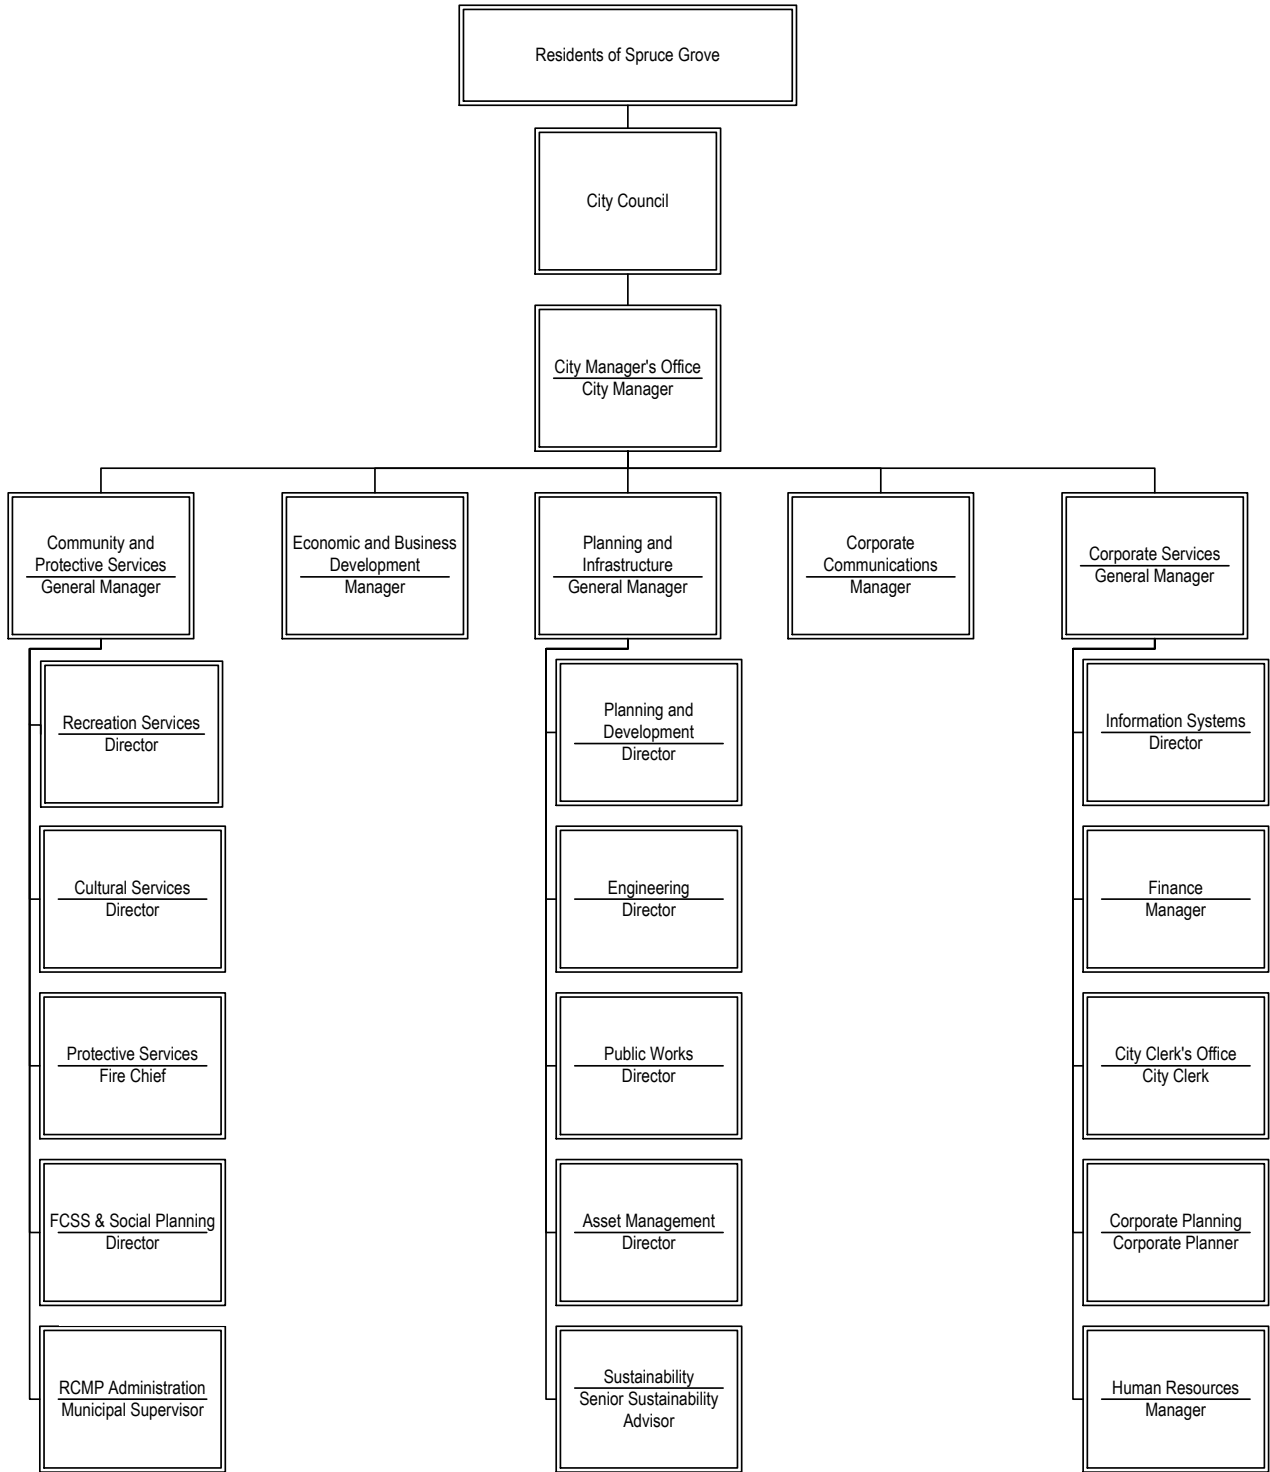 Residents of Spruce Grove
City Council
City Manager's Office
City Manager
Community and
Protective Services
General Manager
Economic and Business
Development
Manager
Planning and
Infrastructure
General Manager
Corporate
Communications
Manager
Corporate Services
General Manager
Recreation Services
Director
Cultural Services
Director
Protective Services
Fire Chief
FCSS & Social Planning
Director
RCMP Administration
Municipal Supervisor
Planning and
Development
Director
Engineering
Director
Public Works
Director
Asset Management
Director
Sustainability
Senior Sustainability
Advisor
Information Systems
Director
Finance
Manager
City Clerk's Office
City Clerk
Corporate Planning
Corporate Planner
Human Resources
Manager